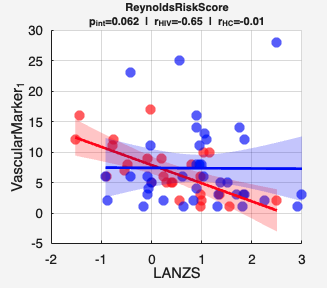 ReynoldsRiskScore
pint=0.062 I rHIV=-0.65 I rHC=-0.01
30
25
20
15
10
5
0
-5
VascularMarker1
-2 -1 0 1 2 3
LANZS